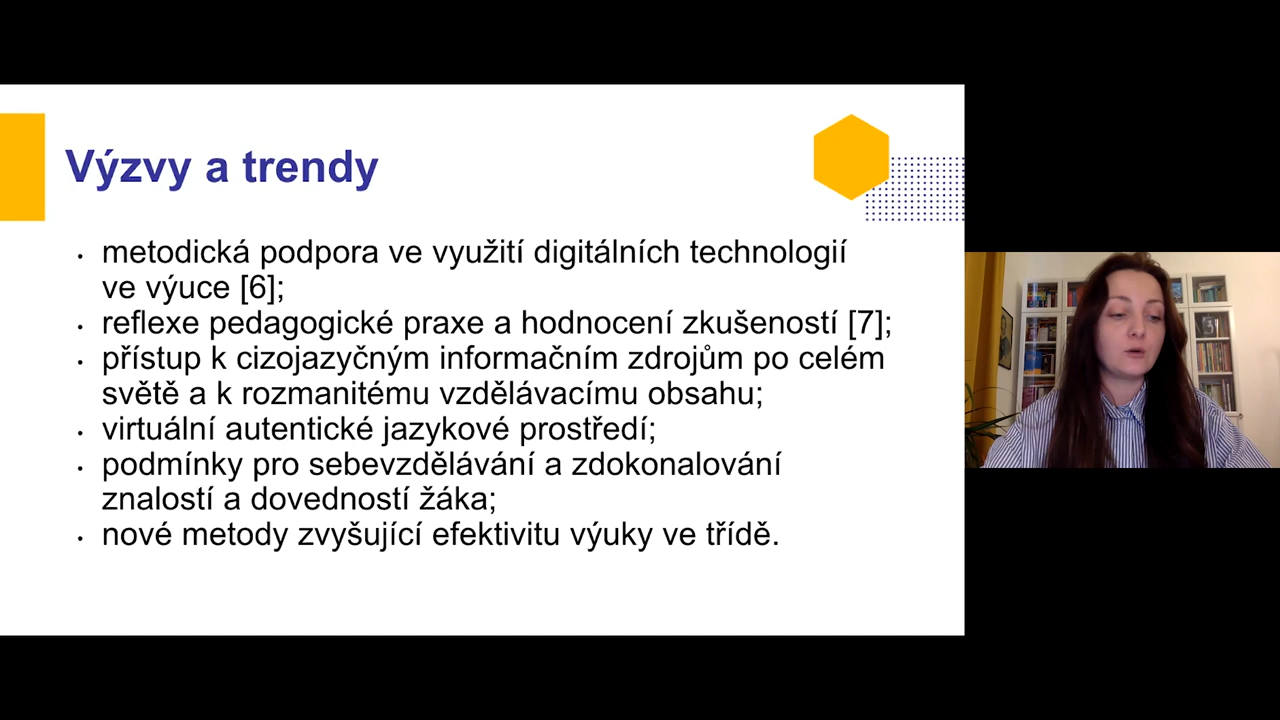 Výzvy a trendy
• metodická podpora ve využití digitálních technologií
ve výuce [6];
• reflexe pedagogické praxe a hodnocení zkušeností [7];
• přístup k cizojazyčným informačním zdrojům po celém
světě a k rozmanitému vzdělávacímu obsahu;
• virtuální autentické jazykové prostředí;
• podmínky pro sebevzdělávání a zdokonalování
znalostí a dovedností žáka;
• nové metody zvyšující efektivitu výuky ve třídě.